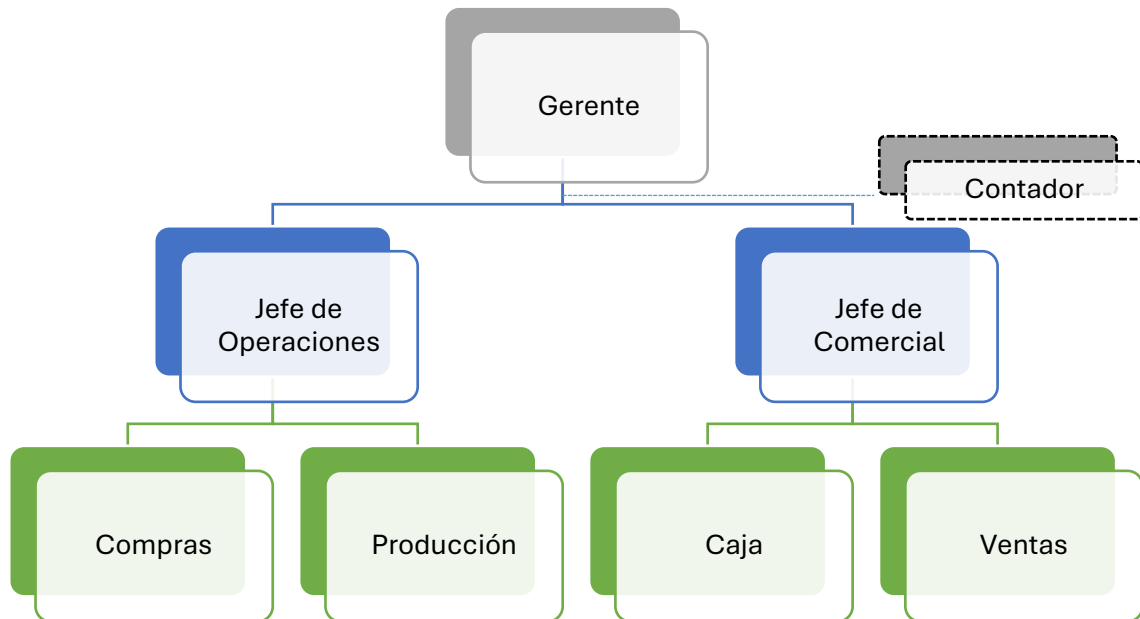 Gerente
Contador
Jefe de
Operaciones
Jefe de
Comercial
Compras
Producción
Caja
Ventas